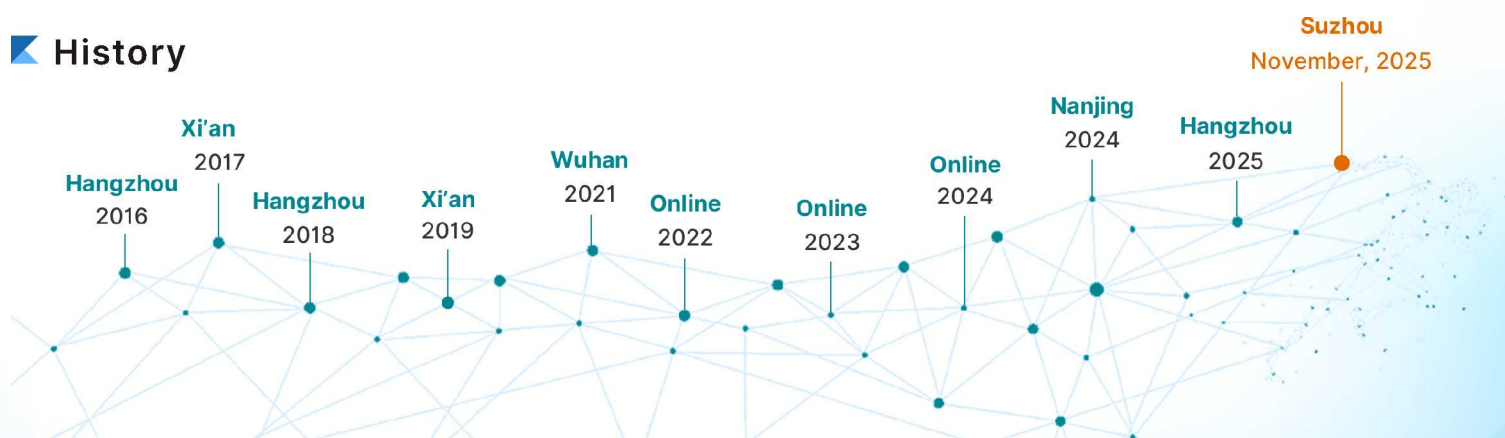 History
Hangzhou
2016
Xi’an
2017
Hangzhou
2018
Xi’an
2019
Wuhan
2021
Online
2022
Online
2023
Online
2024
Nanjing
2024
Hangzhou
2025
Suzhou
November, 2025